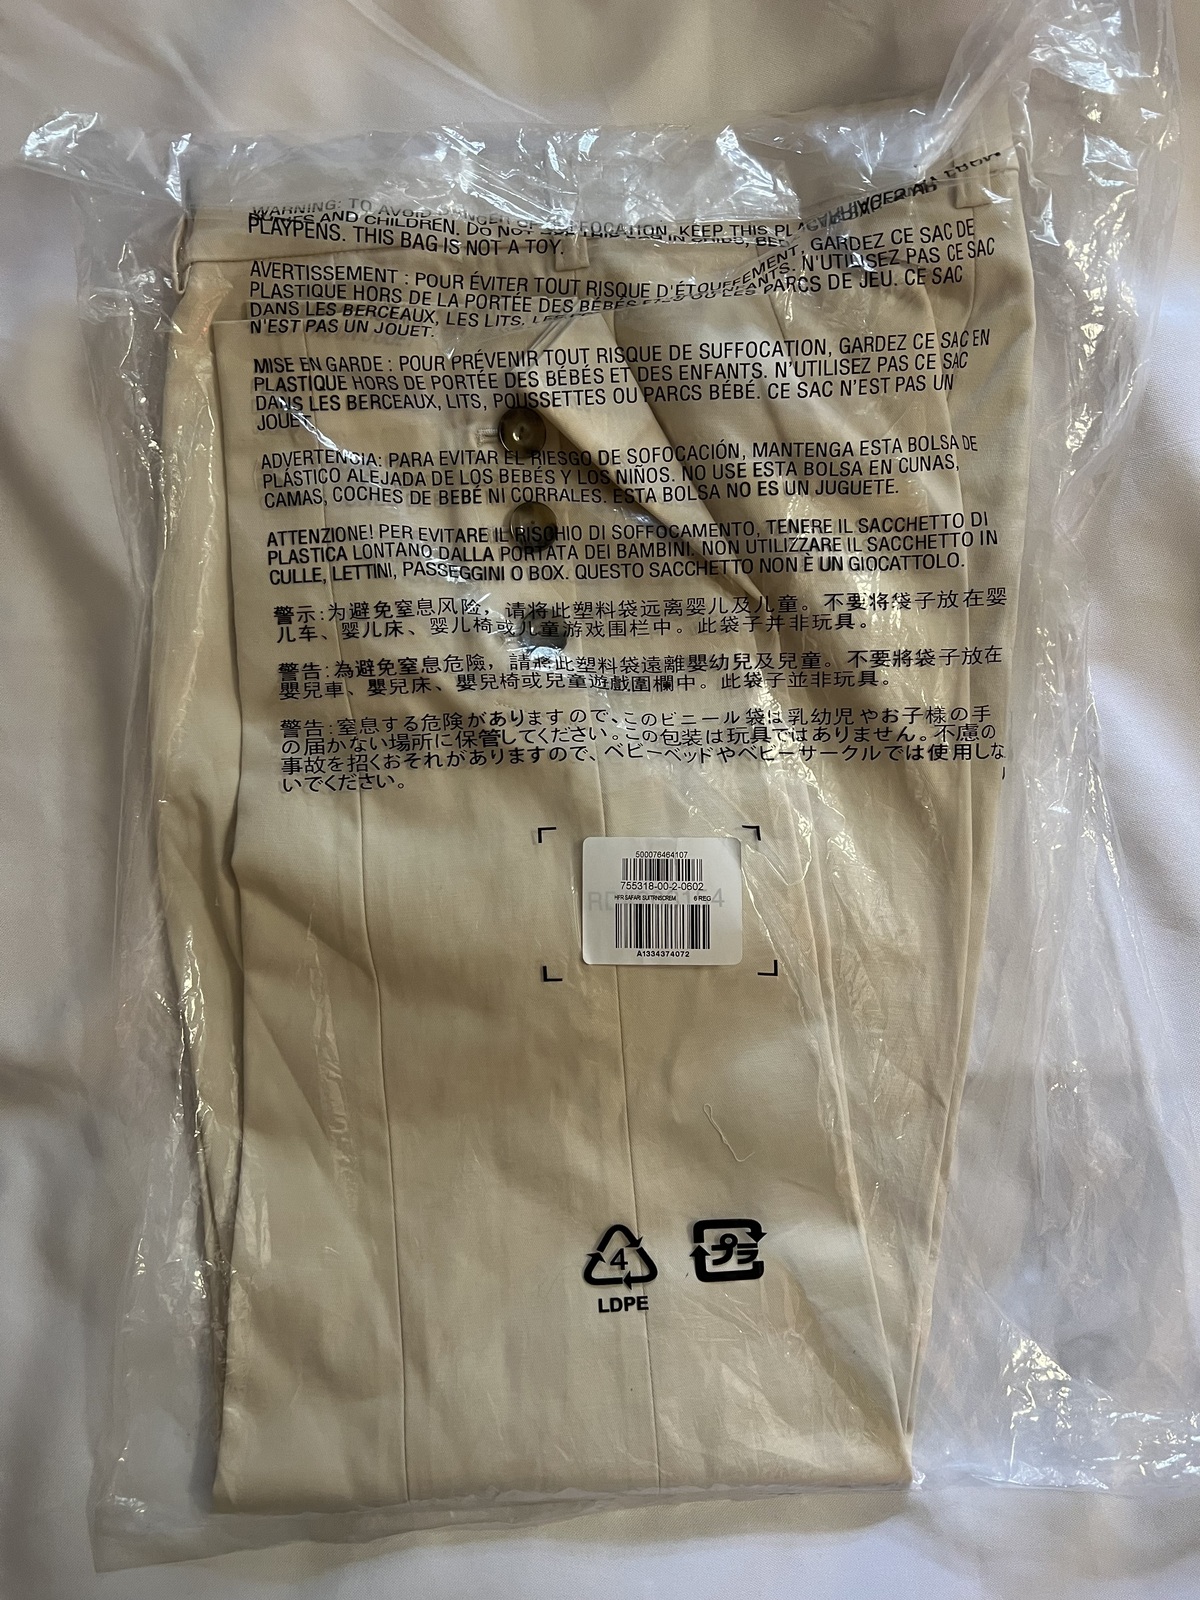 WARNING: TO AVOID DANGER OF SUFFOCATION, KEEP THIS
AND CHILDREN. DO NOT USE THIS IN CRIBS,
PLAYPENS. THIS BAG IS NOT A TOY.
AVERTISSEMENT : POUR ÉVITER TOUT RISQUE D'ÉTOUFFEMENT, GARDEZ CE SAC DE
PLASTIQUE HORS DE LA PORTÉE DES BÉBÉS ET DES ENFANTS. N'UTILISEZ PAS CE SAC
DANS LES BERCEAUX, LES LITS, LES PARCS DE JEU. CE SAC
N'EST PAS UN JOUET.
MISE EN GARDE : POUR PRÉVENIR TOUT RISQUE DE SUFFOCATION, GARDEZ CE SAC EN
PLASTIQUE HORS DE PORTÉE DES BÉBÉS ET DES ENFANTS. N'UTILISEZ PAS CE SAC
DANS LES BERCEAUX, LITS, POUSSETTES OU PARCS BÉBÉ. CE SAC N'EST PAS UN
JOUET
ADVERTENCIA: PARA EVITAR EL RIESGO DE SOFOCACIÓN, MANTENGA ESTA BOLSA DE
PLÁSTICO ALEJADA DE LOS BEBÉS Y LOS NIÑOS. NO USE ESTA BOLSA EN CUNAS,
CAMAS, COCHES DE BEBÉ NI CORRALES. ESTA BOLSA NO ES UN JUGUETE.
ATTENZIONE! PER EVITARE IL RISCHIO DI SOFFOCAMENTO, TENERE IL SACCHETTO DI
PLASTICA LONTANO DALLA PORTATA DEI BAMBINI. NON UTILIZZARE IL SACCHETTO IN
CULLE, LETTINI, PASSEGGINI O BOX. QUESTO SACCHETTO NON È UN GIOCATTOLO.
警示:为避免窒息风险，请将此塑料袋远离婴儿及儿童。不要将袋子放在婴
儿车、婴儿床、婴儿椅或儿童游戏围栏中。此袋子并非玩具。
警告:為避免窒息危險，請將此塑料袋遠離嬰幼兒及兒童。不要將袋子放在
嬰兒車、嬰兒床、嬰兒椅或兒童遊戲圍欄中。此袋子並非玩具。
警告:窒息する危険がありますので、このビニール袋は乳幼児やお子様の手
の届かない場所に保管してください。この包装は玩具ではありません。不慮の
事故を招くおそれがありますので、ベビーベッドやベビーサークルでは使用しな
いでください。
500076464107
755318-00-2-0602
HFR SAFARI SUITRNSCREM 6 REG
A1334374072
4
プラ
LDPE